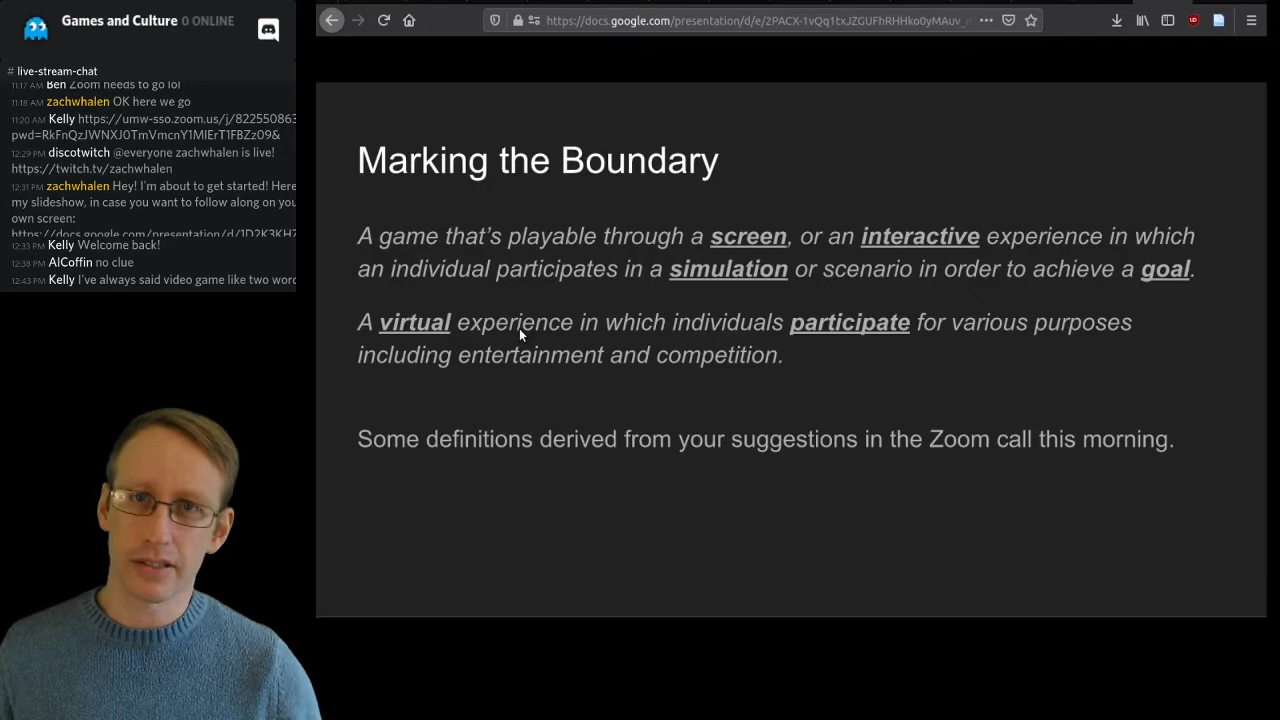 Games and Culture 0 ONLINE
# live-stream-chat
11:17 AM Ben Zoom needs to go lol
11:18 AM zachwhalen OK here we go
11:20 AM Kelly https://umw-sso.zoom.us/j/822550863
pwd=RkFnQzJWNXJ0TmVmcnY1MlErT1FBZz09&
12:29 PM discotwitch @everyone zachwhalen is live!
https://twitch.tv/zachwhalen
12:31 PM zachwhalen Hey! I'm about to get started! Here
my slideshow, in case you want to follow along on you
own screen:
https://docs.google.com/presentation/d/1D2K3KH7
12:33 PM Kelly Welcome back!
12:38 PM AlCoffin no clue
12:43 PM Kelly I've always said video game like two word
https://docs.google.com/presentation/d/e/2PACX-1vQq1txJZGUFhRHHko0yMAuv_
Marking the Boundary
A game that's playable through a screen, or an interactive experience in which
an individual participates in a simulation or scenario in order to achieve a goal.
A virtual experience in which individuals participate for various purposes
including entertainment and competition.
Some definitions derived from your suggestions in the Zoom call this morning.